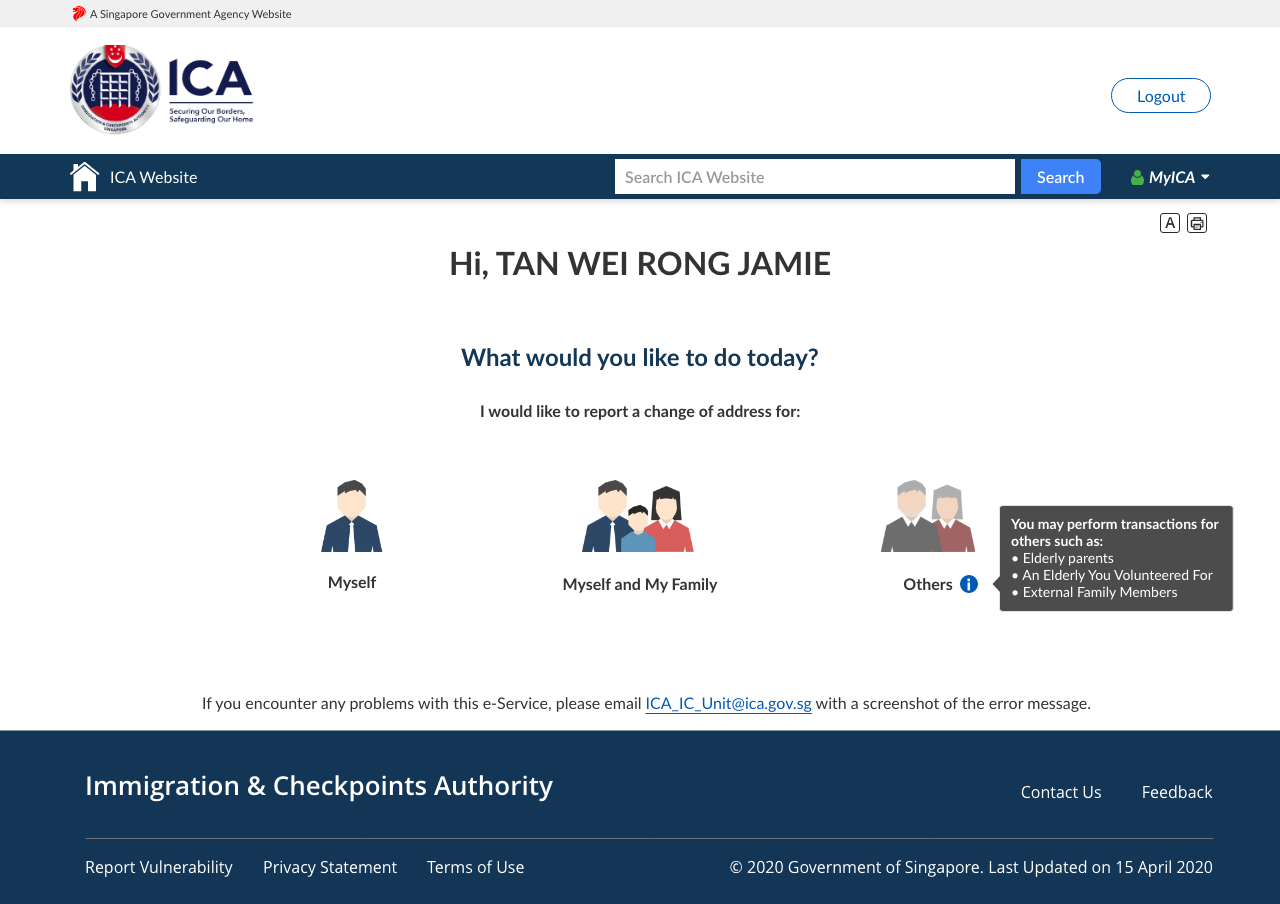 A Singapore Government Agency Website
ICA
Securing Our Borders,
Safeguarding Our Home
IMMIGRATION & CHECKPOINTS AUTHORITY
SINGAPORE
Logout
ICA Website
Search ICA Website
Search
MyICA
A
Hi, TAN WEI RONG JAMIE
What would you like to do today?
I would like to report a change of address for:
Myself
Myself and My Family
Others
You may perform transactions for
others such as:
• Elderly parents
• An Elderly You Volunteered For
• External Family Members
If you encounter any problems with this e-Service, please email ICA_IC_Unit@ica.gov.sg with a screenshot of the error message.
Immigration & Checkpoints Authority
Contact Us
Feedback
Report Vulnerability
Privacy Statement
Terms of Use
© 2020 Government of Singapore. Last Updated on 15 April 2020